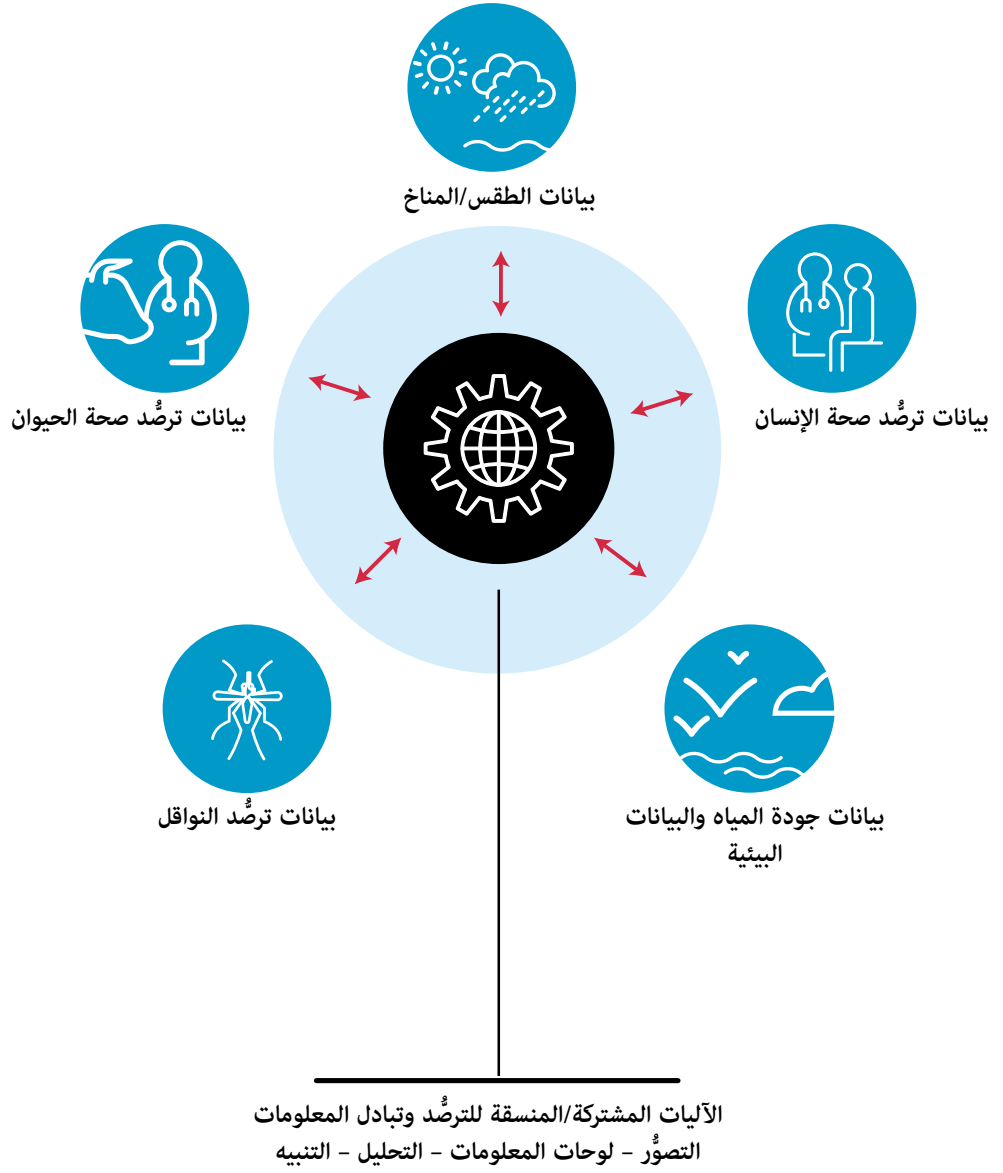 بيانات الطقس/المناخ
بيانات ترصُّد صحة الإنسان
بيانات ترصُّد صحة الحيوان
بيانات جودة المياه والبيانات
البيئية
بيانات ترصُّد النواقل
الآليات المشتركة/المنسقة للترصُّد وتبادل المعلومات
التصوُّر – لوحات المعلومات – التحليل – التنبيه